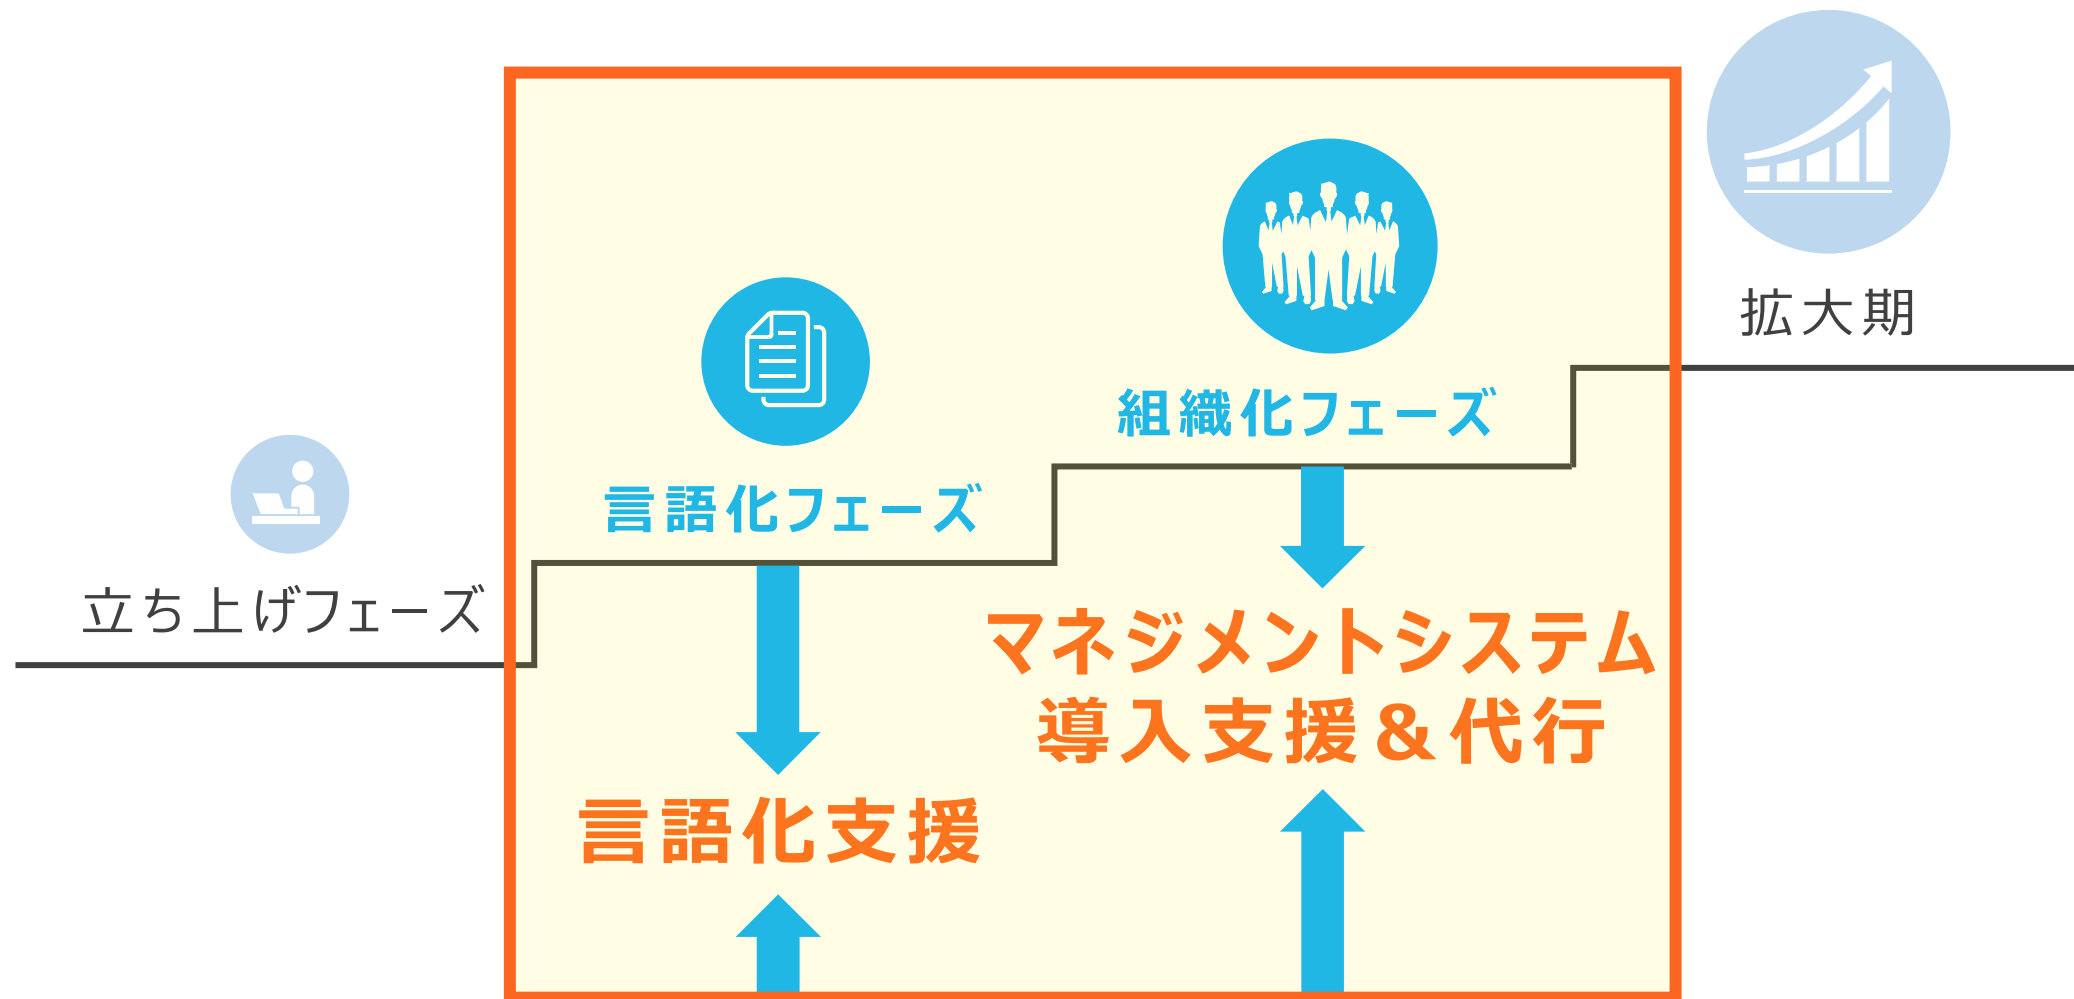 立ち上げフェーズ
言語化フェーズ
組織化フェーズ
拡大期
言語化支援
マネジメントシステム
導入支援&代行